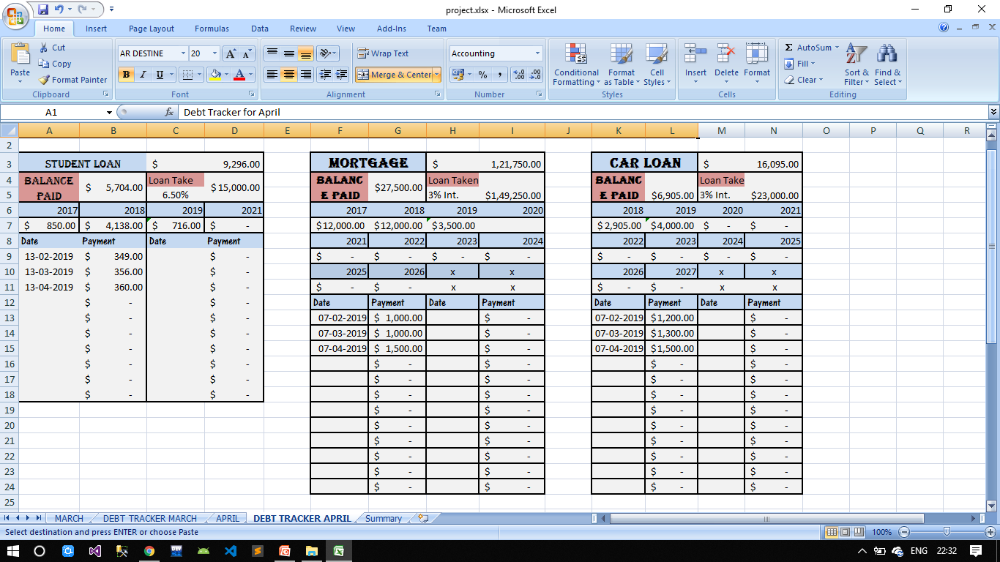 project.xlsx - Microsoft Excel
Home Insert Page Layout Formulas Data Review View Add-Ins Team
Paste Cut Copy Format Painter Clipboard
AR DESTINE 20 B I U A A A Font
Wrap Text Merge & Center Alignment
Accounting % , Number
Conditional Formatting Format as Table Cell Styles Styles
Insert Delete Format Cells
Σ AutoSum Fill Clear Sort & Filter Find & Select Editing
A1 fx Debt Tracker for April
A B C D E F G H I J K L M N O P Q R
2
3 STUDENT LOAN $ 9,296.00 MORTGAGE $ 1,21,750.00 CAR LOAN $ 16,095.00
4 BALANCE PAID $ 5,704.00 Loan Take $ 15,000.00 BALANC E PAID $27,500.00 Loan Taken BALANC E PAID Loan Take
5 6.50% 3% Int. $1,49,250.00 $6,905.00 3% Int. $23,000.00
6 2017 2018 2019 2021 2017 2018 2019 2020 2018 2019 2020 2021
7 $ 850.00 $ 4,138.00 $ 716.00 $ - $12,000.00 $12,000.00 $3,500.00 $2,905.00 $4,000.00 $ - $ -
8 Date Payment Date Payment 2021 2022 2023 2024 2022 2023 2024 2025
9 13-02-2019 $ 349.00 $ - $ - $ - $ - $ - $ - $ - $ - $ -
10 13-03-2019 $ 356.00 $ - 2025 2026 x x 2026 2027 x x
11 13-04-2019 $ 360.00 $ - $ - $ - x x $ - $ - x x
12 $ - $ - Date Payment Date Payment Date Payment Date Payment
13 $ - $ - 07-02-2019 $ 1,000.00 $ - 07-02-2019 $1,200.00 $ -
14 $ - $ - 07-03-2019 $ 1,000.00 $ - 07-03-2019 $1,300.00 $ -
15 $ - $ - 07-04-2019 $ 1,500.00 $ - 07-04-2019 $1,500.00 $ -
16 $ - $ - $ - $ - $ - $ -
17 $ - $ - $ - $ - $ - $ -
18 $ - $ - $ - $ - $ - $ -
19 $ - $ - $ - $ -
20 $ - $ - $ - $ -
21 $ - $ - $ - $ -
22 $ - $ - $ - $ -
23 $ - $ - $ - $ -
24 $ - $ - $ - $ -
25
MARCH DEBT TRACKER MARCH APRIL DEBT TRACKER APRIL Summary
Select destination and press ENTER or choose Paste 100%
ENG 22:32